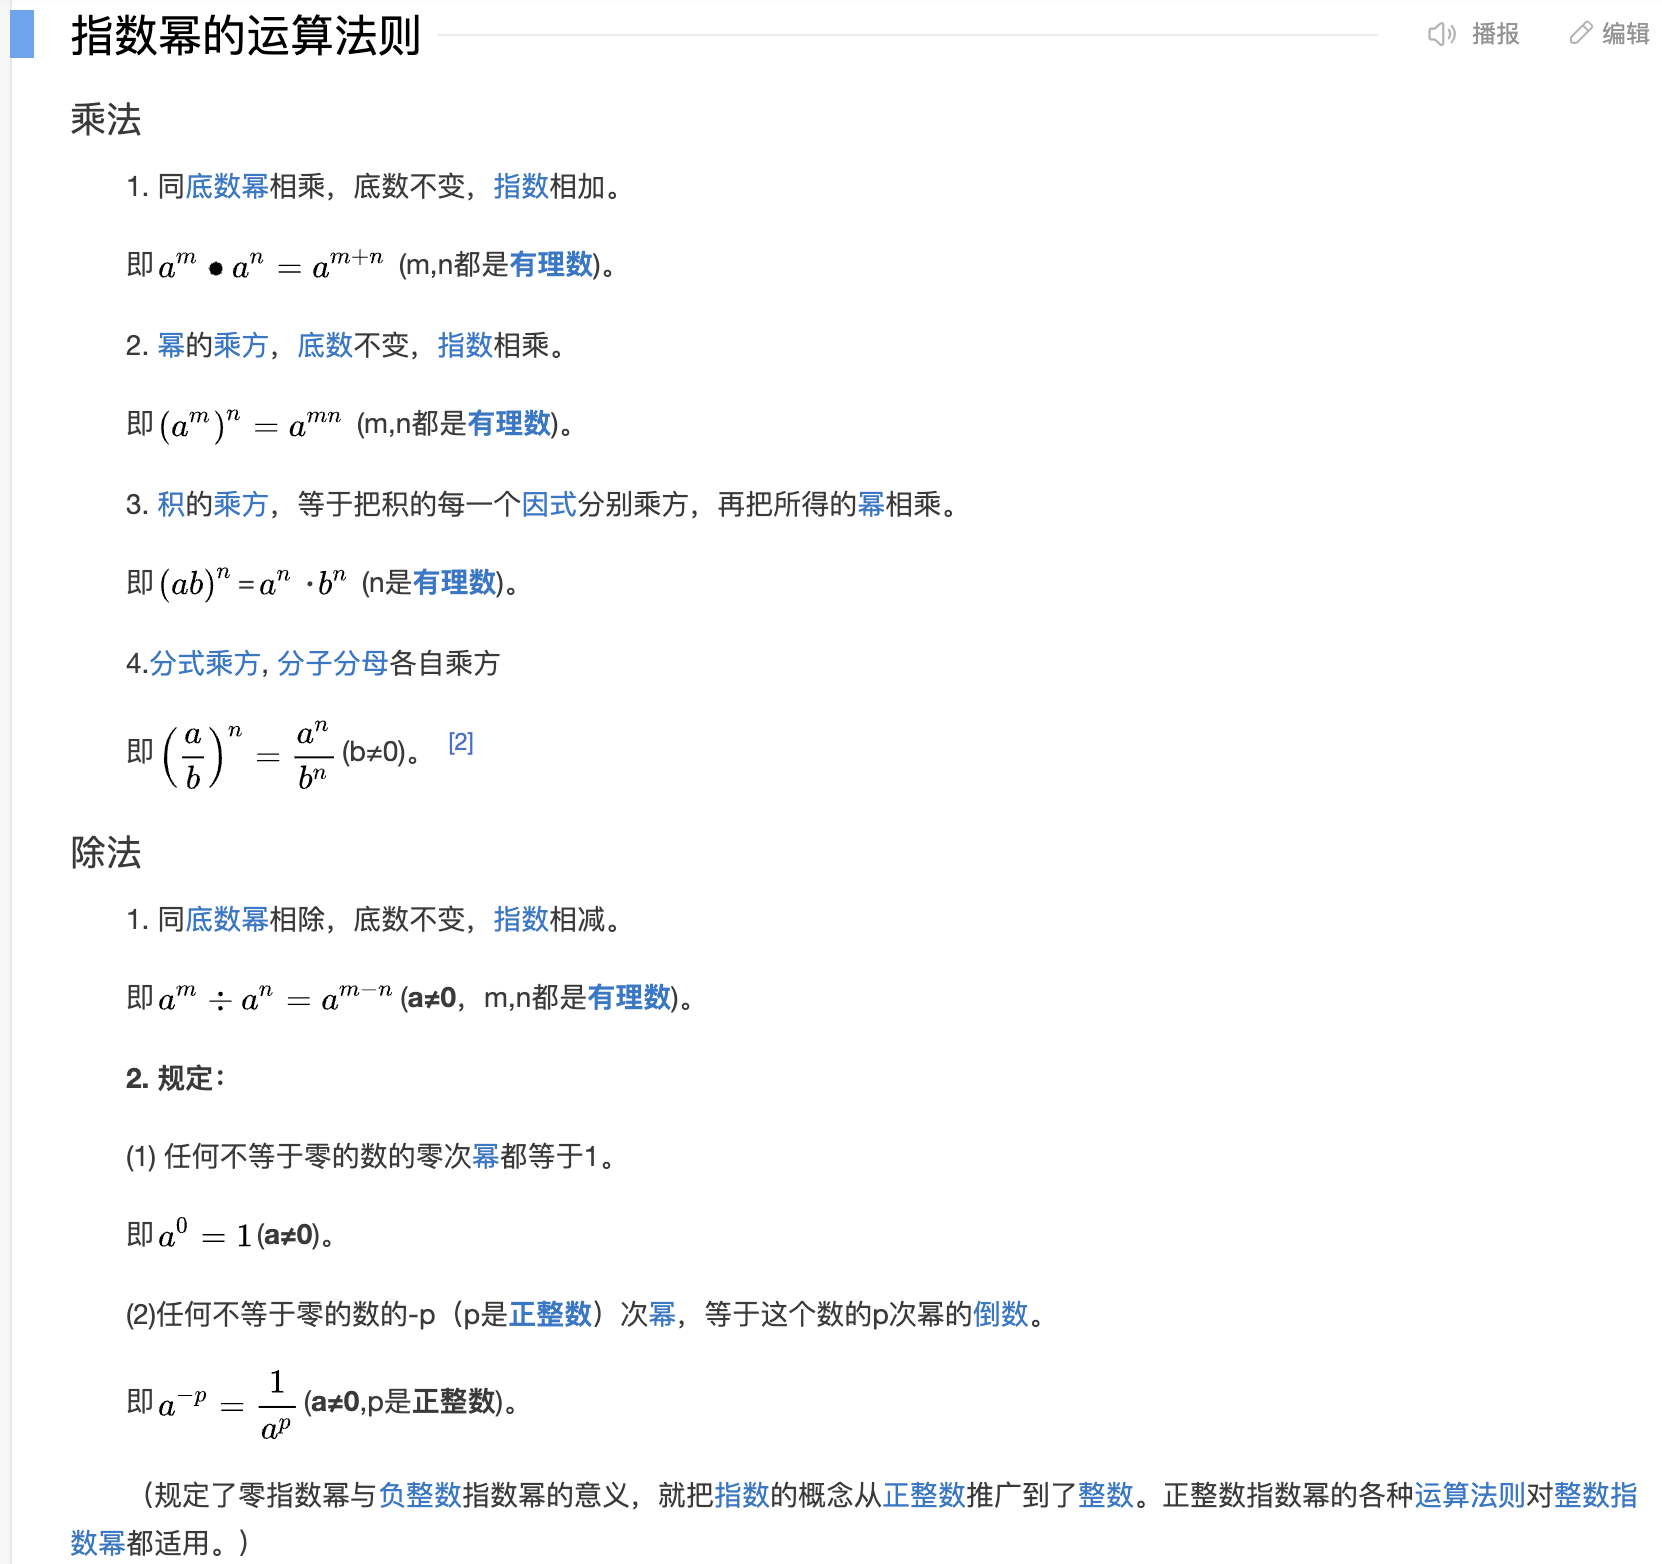 指数幂的运算法则
播报 编辑
乘法
1. 同底数幂相乘，底数不变，指数相加。
即 a^m ● a^n = a^{m+n} (m,n都是有理数)。
2. 幂的乘方，底数不变，指数相乘。
即 (a^m)^n = a^{mn} (m,n都是有理数)。
3. 积的乘方，等于把积的每一个因式分别乘方，再把所得的幂相乘。
即 (ab)^n = a^n ·b^n (n是有理数)。
4.分式乘方, 分子分母各自乘方
即 (a/b)^n = a^n/b^n (b≠0)。 [2]
除法
1. 同底数幂相除，底数不变，指数相减。
即 a^m ÷ a^n = a^{m−n} (a≠0，m,n都是有理数)。
2. 规定：
(1) 任何不等于零的数的零次幂都等于1。
即 a^0 = 1 (a≠0)。
(2)任何不等于零的数的-p（p是正整数）次幂，等于这个数的p次幂的倒数。
即 a^{−p} = 1/a^p (a≠0,p是正整数)。
（规定了零指数幂与负整数指数幂的意义，就把指数的概念从正整数推广到了整数。正整数指数幂的各种运算法则对整数指
数幂都适用。）